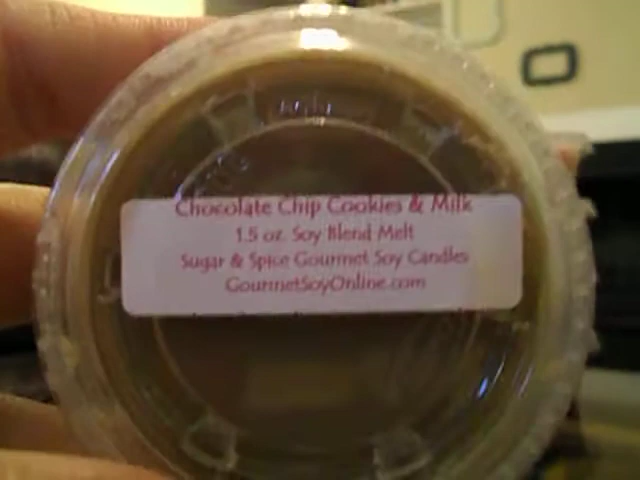 Chocolate Chip Cookies & Milk
1.5 oz. Soy Blend Melt
Sugar & Spice Gourmet Soy Candles
GourmetSoyOnline.com